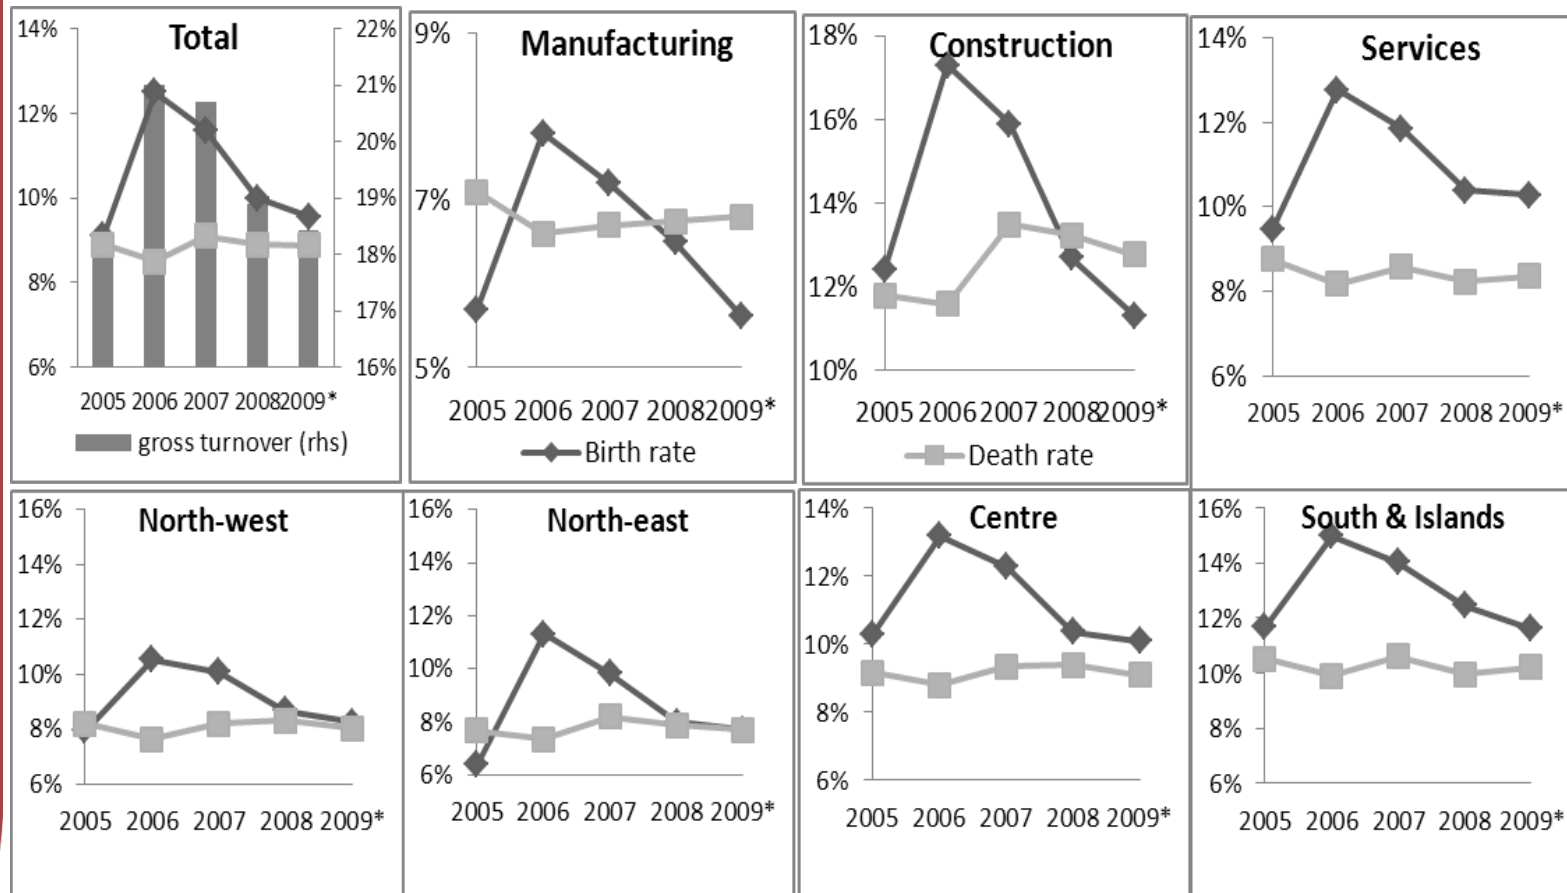 Total
14%
12%
10%
8%
6%
22%
21%
20%
19%
18%
17%
16%
2005 2006 2007 2008 2009*
gross turnover (rhs)
Manufacturing
9%
7%
5%
2005 2006 2007 2008 2009*
Birth rate
Construction
18%
16%
14%
12%
10%
2005 2006 2007 2008 2009*
Death rate
Services
14%
12%
10%
8%
6%
2005 2006 2007 2008 2009*
North-west
16%
14%
12%
10%
8%
6%
2005 2006 2007 2008 2009*
North-east
16%
14%
12%
10%
8%
6%
2005 2006 2007 2008 2009*
Centre
14%
12%
10%
8%
6%
2005 2006 2007 2008 2009*
South & Islands
16%
14%
12%
10%
8%
6%
2005 2006 2007 2008 2009*